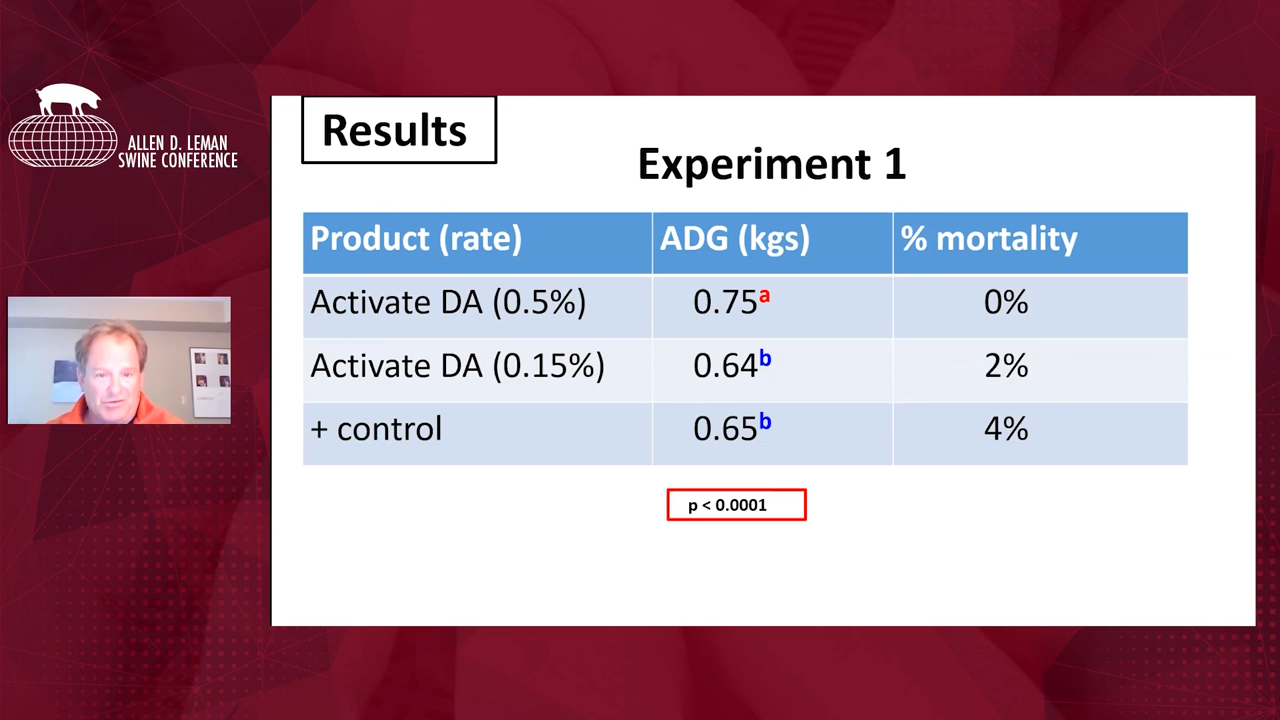 ALLEN D. LEMAN
SWINE CONFERENCE
Results
Experiment 1
Product (rate) ADG (kgs) % mortality
Activate DA (0.5%) 0.75a 0%
Activate DA (0.15%) 0.64b 2%
+ control 0.65b 4%
p < 0.0001